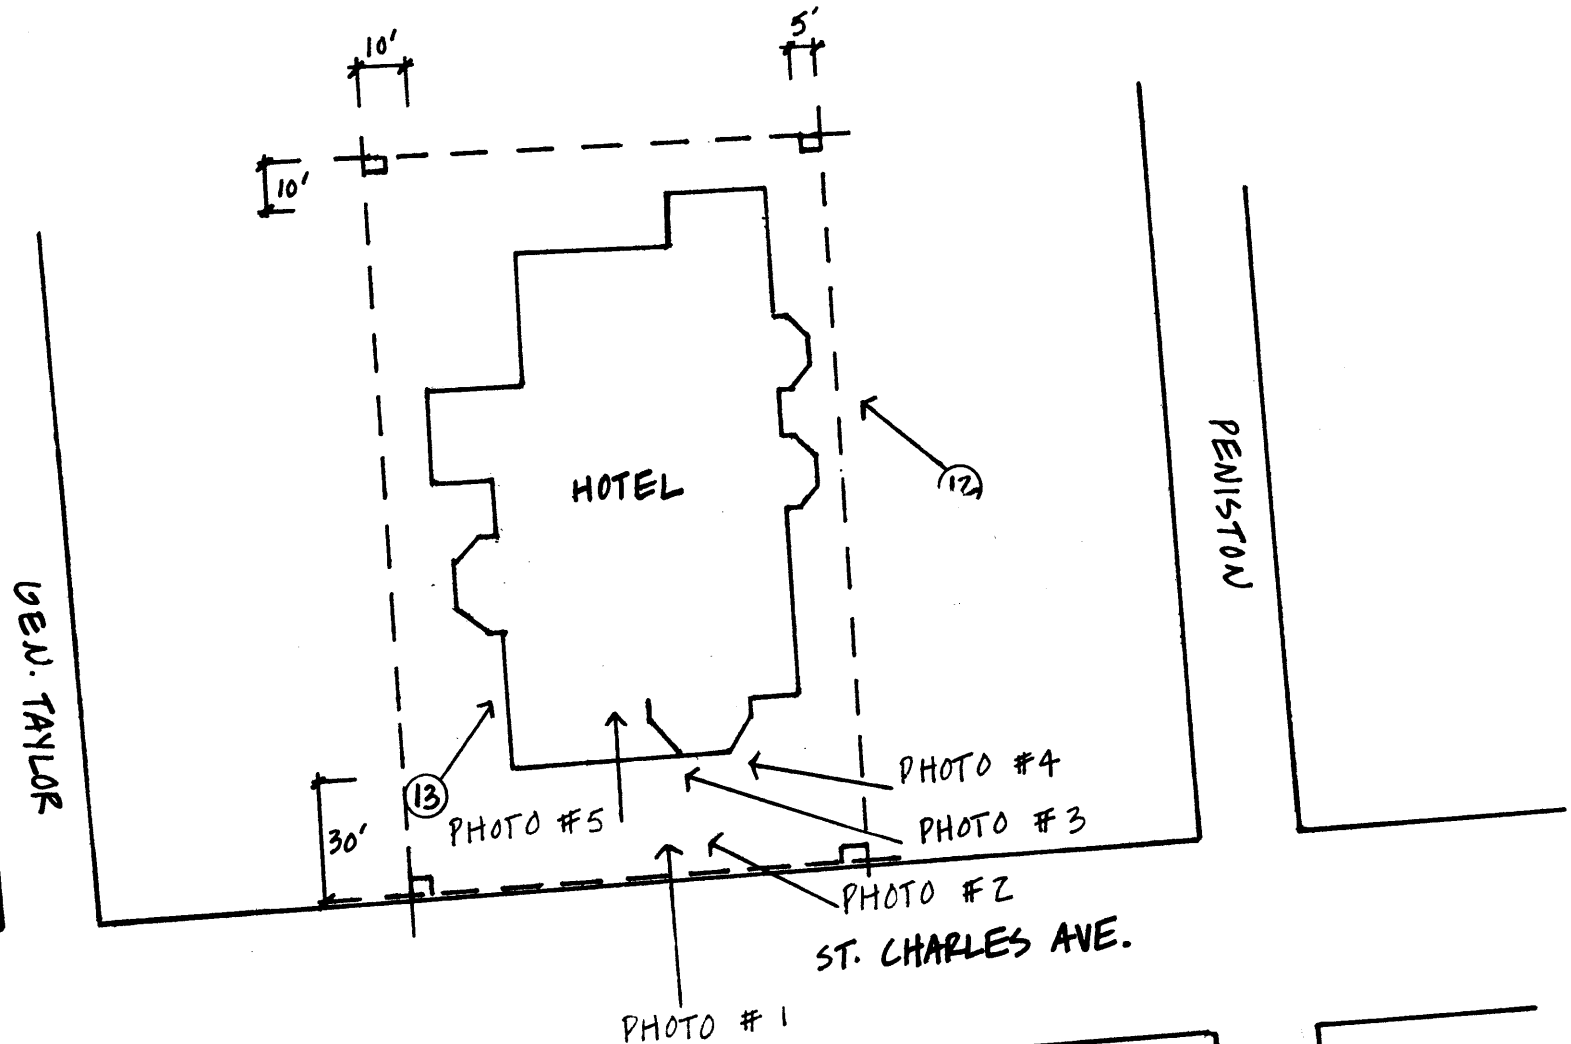 5'
10'
10'
HOTEL
PENISTON
12
GEN. TAYLOR
13
30'
PHOTO #5
PHOTO #4
PHOTO #3
PHOTO #2
ST. CHARLES AVE.
PHOTO #1